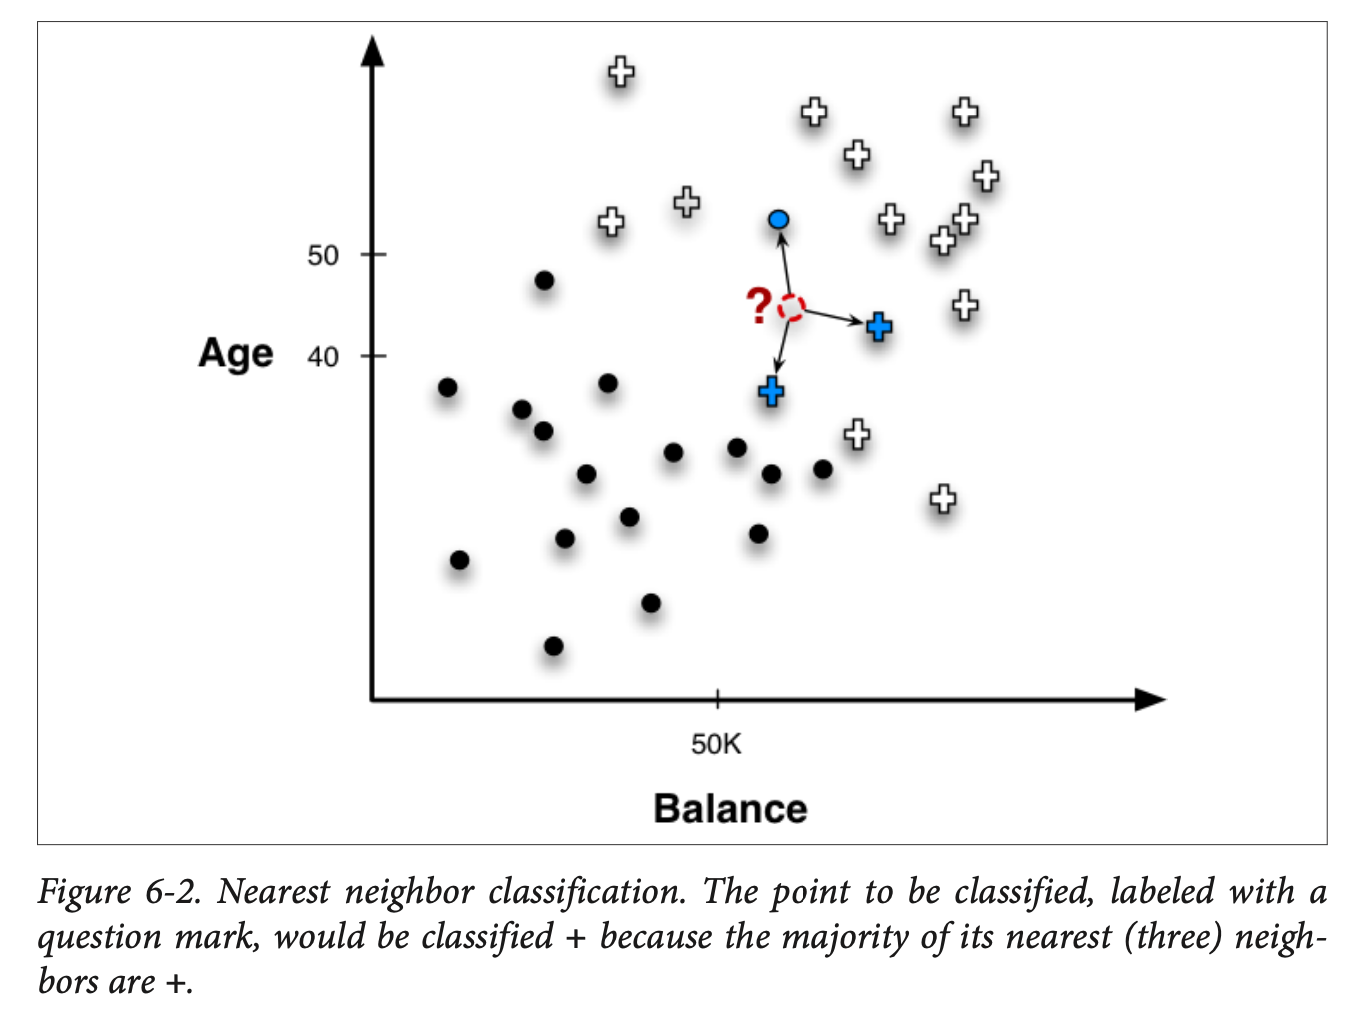 50
?
Age 40
50K
Balance
Figure 6-2. Nearest neighbor classification. The point to be classified, labeled with a
question mark, would be classified + because the majority of its nearest (three) neigh-
bors are +.